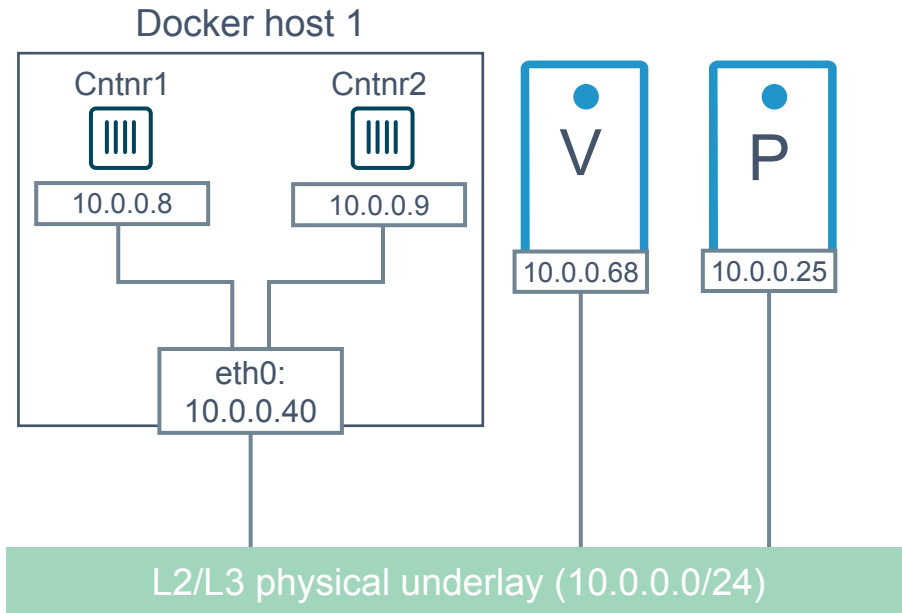 Docker host 1
Cntnr1
Cntnr2
10.0.0.8
10.0.0.9
V
P
10.0.0.68
10.0.0.25
eth0:
10.0.0.40
L2/L3 physical underlay (10.0.0.0/24)